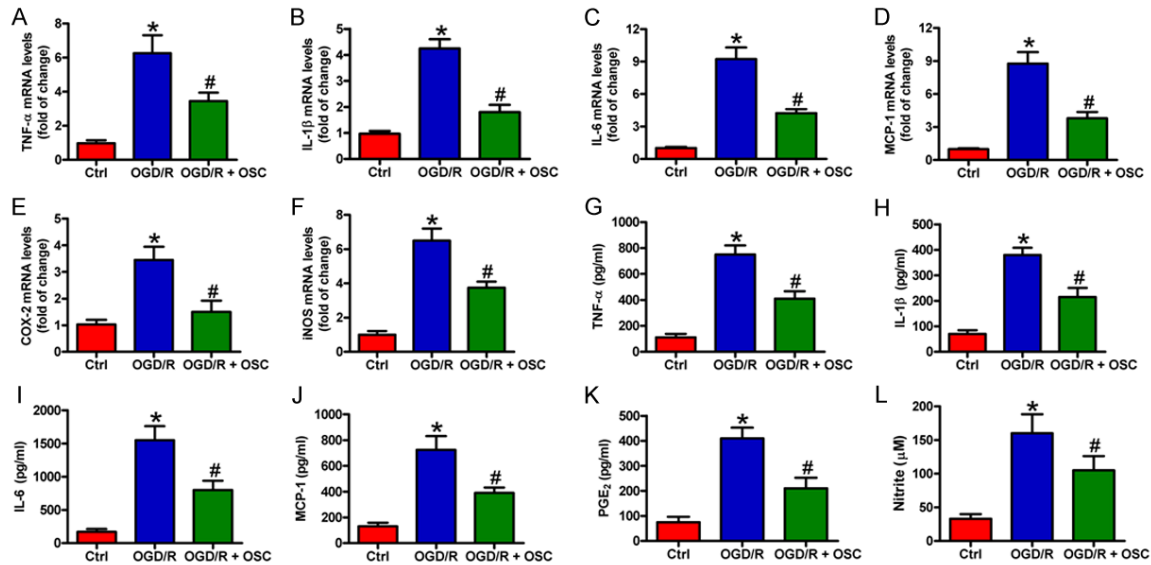 A
TNF-α mRNA levels
(fold of change)
8
6
4
2
0
*
#
Ctrl OGD/R OGD/R + OSC
B
IL-1β mRNA levels
(fold of change)
5
4
3
2
1
0
*
#
Ctrl OGD/R OGD/R + OSC
C
IL-6 mRNA levels
(fold of change)
12
9
6
3
0
*
#
Ctrl OGD/R OGD/R + OSC
D
MCP-1 mRNA levels
(fold of change)
12
9
6
3
0
*
#
Ctrl OGD/R OGD/R + OSC
E
COX-2 mRNA levels
(fold of change)
5
4
3
2
1
0
*
#
Ctrl OGD/R OGD/R + OSC
F
iNOS mRNA levels
(fold of change)
8
6
4
2
0
*
#
Ctrl OGD/R OGD/R + OSC
G
TNF-α (pg/ml)
1000
800
600
400
200
0
*
#
Ctrl OGD/R OGD/R + OSC
H
IL-1β (pg/ml)
500
400
300
200
100
0
*
#
Ctrl OGD/R OGD/R + OSC
I
IL-6 (pg/ml)
2000
1500
1000
500
0
*
#
Ctrl OGD/R OGD/R + OSC
J
MCP-1 (pg/ml)
1000
800
600
400
200
0
*
#
Ctrl OGD/R OGD/R + OSC
K
PGE₂ (pg/ml)
500
400
300
200
100
0
*
#
Ctrl OGD/R OGD/R + OSC
L
Nitrite (μM)
200
150
100
50
0
*
#
Ctrl OGD/R OGD/R + OSC